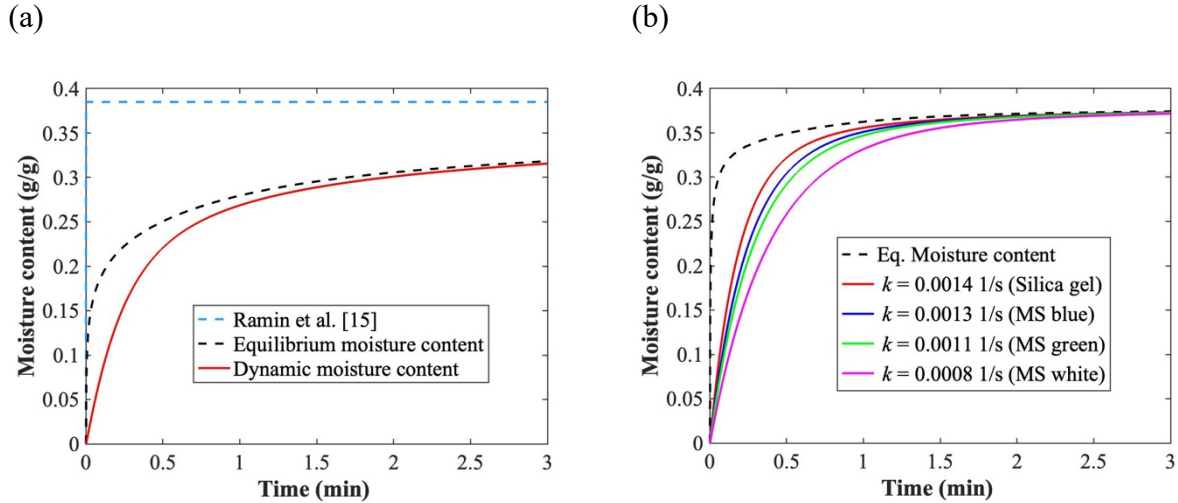 (a)
(b)
Moisture content (g/g)
0.4
0.35
0.3
0.25
0.2
0.15
0.1
0.05
0
Ramin et al. [15]
Equilibrium moisture content
Dynamic moisture content
0 0.5 1 1.5 2 2.5 3
Time (min)
Moisture content (g/g)
0.4
0.35
0.3
0.25
0.2
0.15
0.1
0.05
0
Eq. Moisture content
k = 0.0014 1/s (Silica gel)
k = 0.0013 1/s (MS blue)
k = 0.0011 1/s (MS green)
k = 0.0008 1/s (MS white)
0 0.5 1 1.5 2 2.5 3
Time (min)